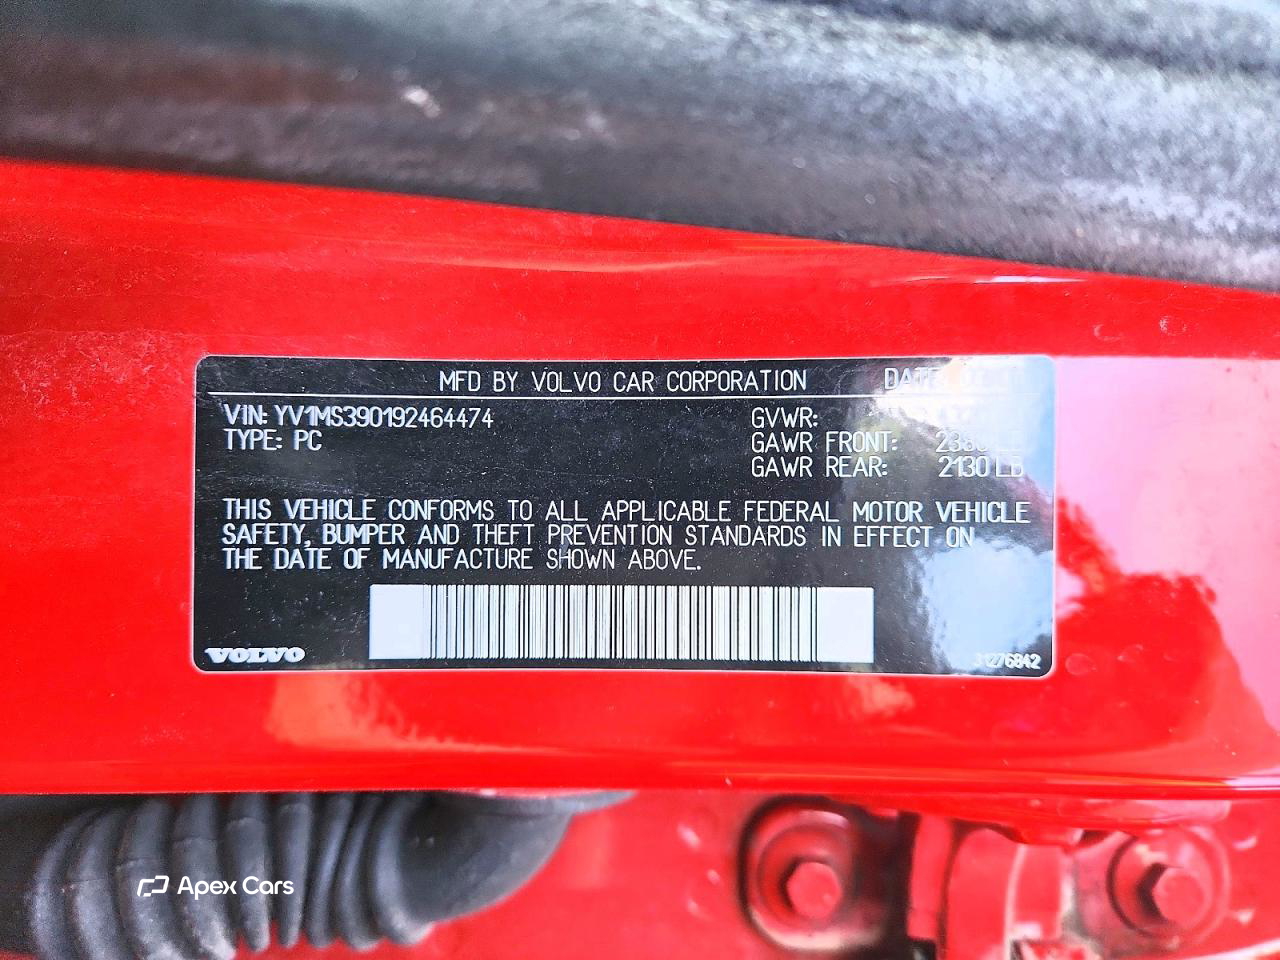 MFD BY VOLVO CAR CORPORATION
VIN: YV1MS390192464474
TYPE: PC
GVWR:
GAWR FRONT:
GAWR REAR: 2130 LB
THIS VEHICLE CONFORMS TO ALL APPLICABLE FEDERAL MOTOR VEHICLE
SAFETY, BUMPER AND THEFT PREVENTION STANDARDS IN EFFECT ON
THE DATE OF MANUFACTURE SHOWN ABOVE.
VOLVO
31276842
Apex Cars